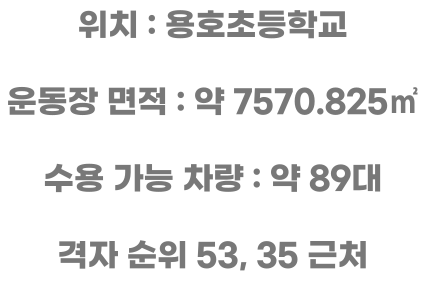 위치 : 용호초등학교
운동장 면적 : 약 7570.825㎡
수용 가능 차량 : 약 89대
격자 순위 53, 35 근처